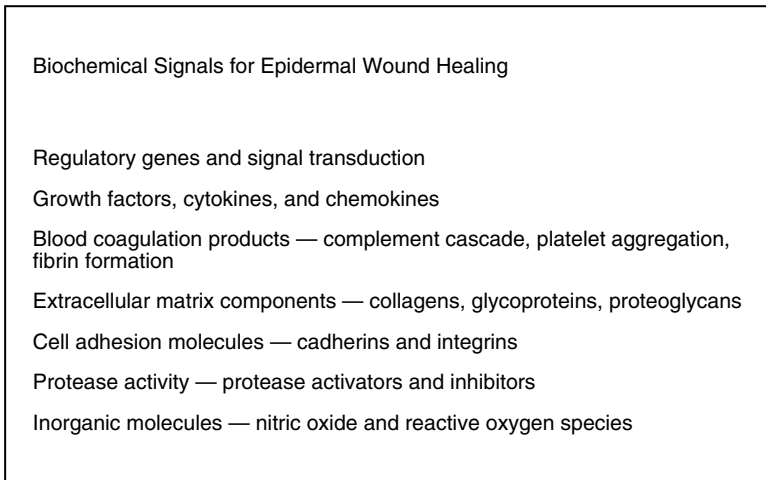 Biochemical Signals for Epidermal Wound Healing
Regulatory genes and signal transduction
Growth factors, cytokines, and chemokines
Blood coagulation products — complement cascade, platelet aggregation,
fibrin formation
Extracellular matrix components — collagens, glycoproteins, proteoglycans
Cell adhesion molecules — cadherins and integrins
Protease activity — protease activators and inhibitors
Inorganic molecules — nitric oxide and reactive oxygen species